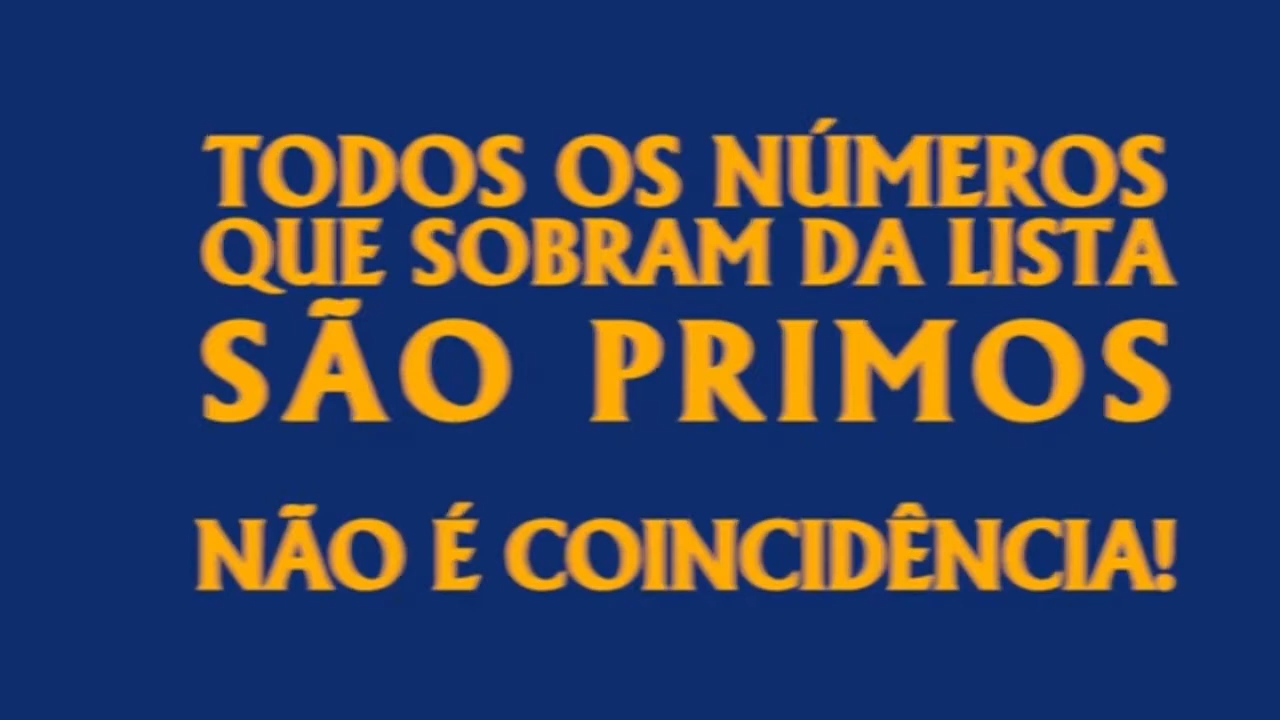 TODOS OS NÚMEROS
QUE SOBRAM DA LISTA
SÃO PRIMOS
NÃO É COINCIDÊNCIA!